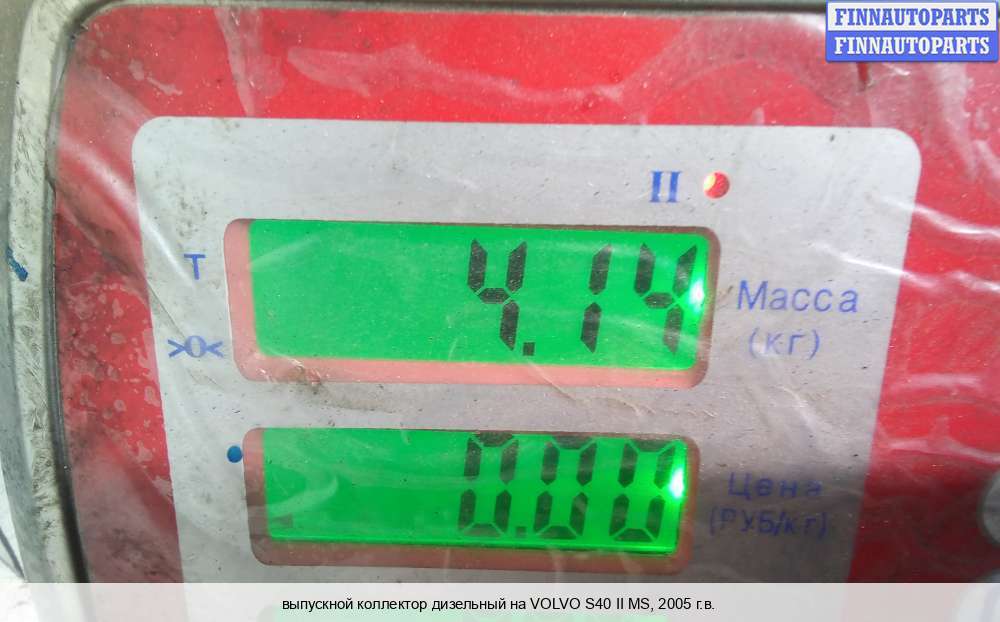 FINNAUTOPARTS
FINNAUTOPARTS
II
T
4.14
Масса
(кг)
>0<
0.00
Цена
(РУБ/кг)
выпускной коллектор дизельный на VOLVO S40 II MS, 2005 г.в.